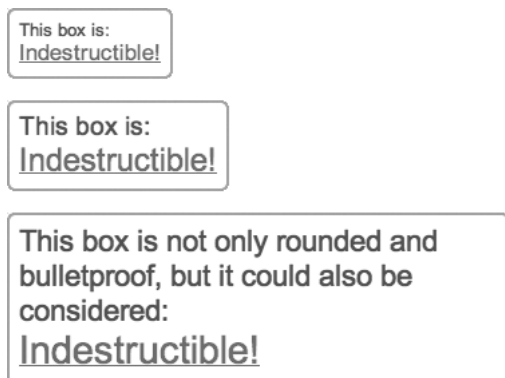 This box is:
Indestructible!
This box is:
Indestructible!
This box is not only rounded and
bulletproof, but it could also be
considered:
Indestructible!